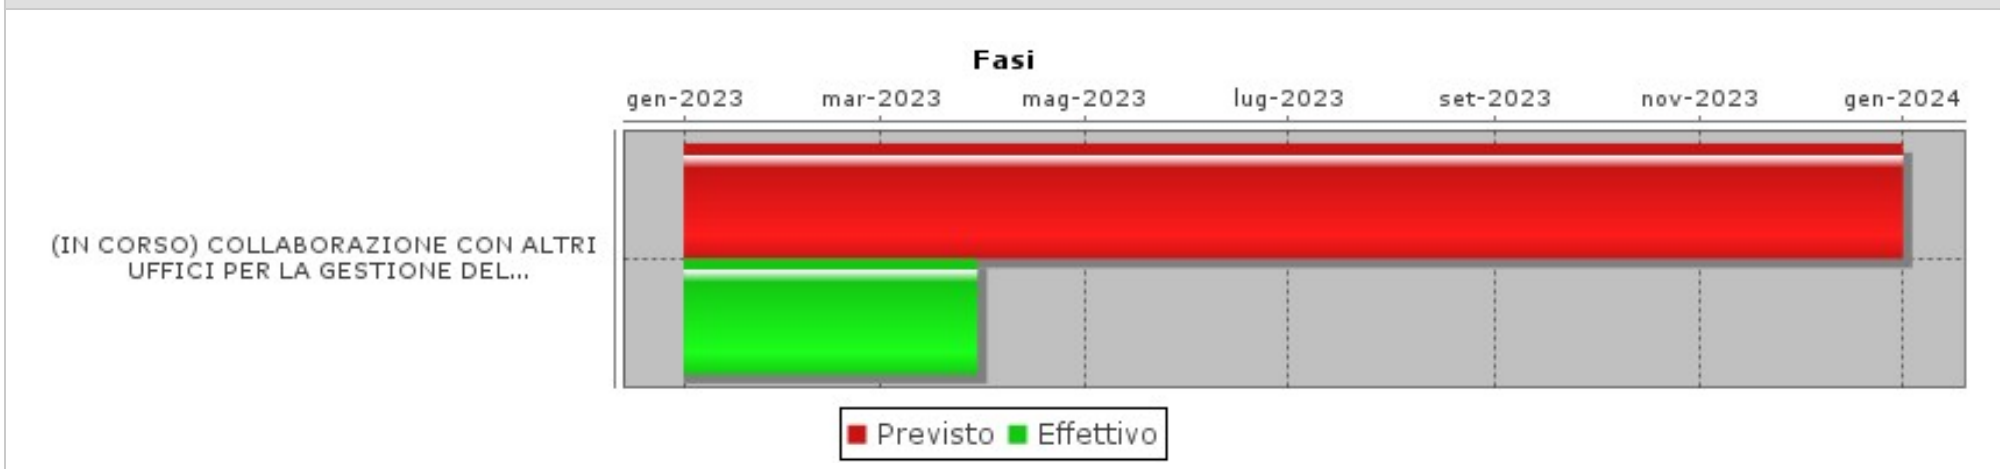 Fasi
gen-2023 mar-2023 mag-2023 lug-2023 set-2023 nov-2023 gen-2024
(IN CORSO) COLLABORAZIONE CON ALTRI
UFFICI PER LA GESTIONE DEL...
Previsto Effettivo